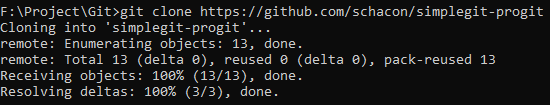 F:\Project\Git>git clone https://github.com/schacon/simplegit-progit
Cloning into 'simplegit-progit'...
remote: Enumerating objects: 13, done.
remote: Total 13 (delta 0), reused 0 (delta 0), pack-reused 13
Receiving objects: 100% (13/13), done.
Resolving deltas: 100% (3/3), done.